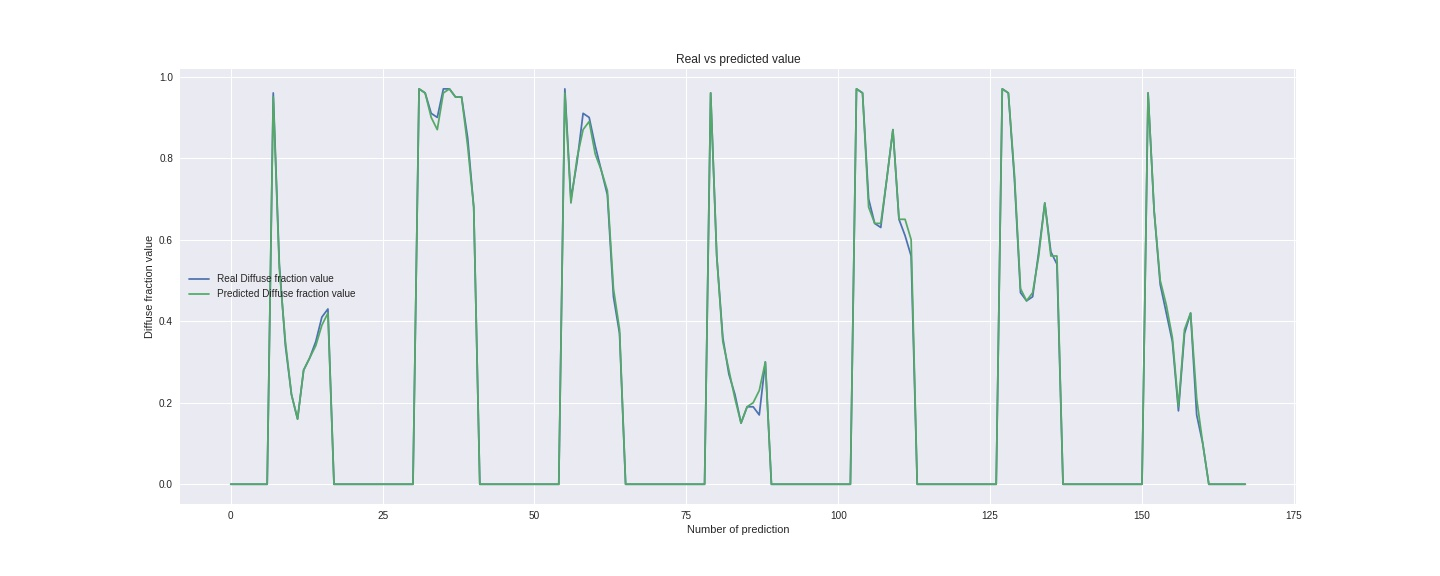 Real vs predicted value
1.0
0.8
0.6
0.4
0.2
0.0
Diffuse fraction value
Real Diffuse fraction value
Predicted Diffuse fraction value
0 25 50 75 100 125 150 175
Number of prediction